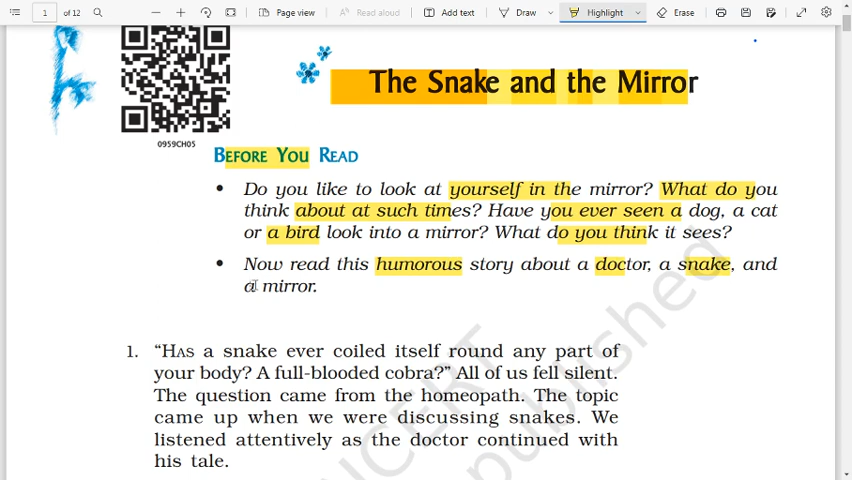 1 of 12 Page view Read aloud Add text Draw Highlight Erase
The Snake and the Mirror
0959CH05
BEFORE YOU READ
• Do you like to look at yourself in the mirror? What do you
think about at such times? Have you ever seen a dog, a cat
or a bird look into a mirror? What do you think it sees?
• Now read this humorous story about a doctor, a snake, and
a mirror.
1. “HAS a snake ever coiled itself round any part of
your body? A full-blooded cobra?” All of us fell silent.
The question came from the homeopath. The topic
came up when we were discussing snakes. We
listened attentively as the doctor continued with
his tale.
NCERT
published